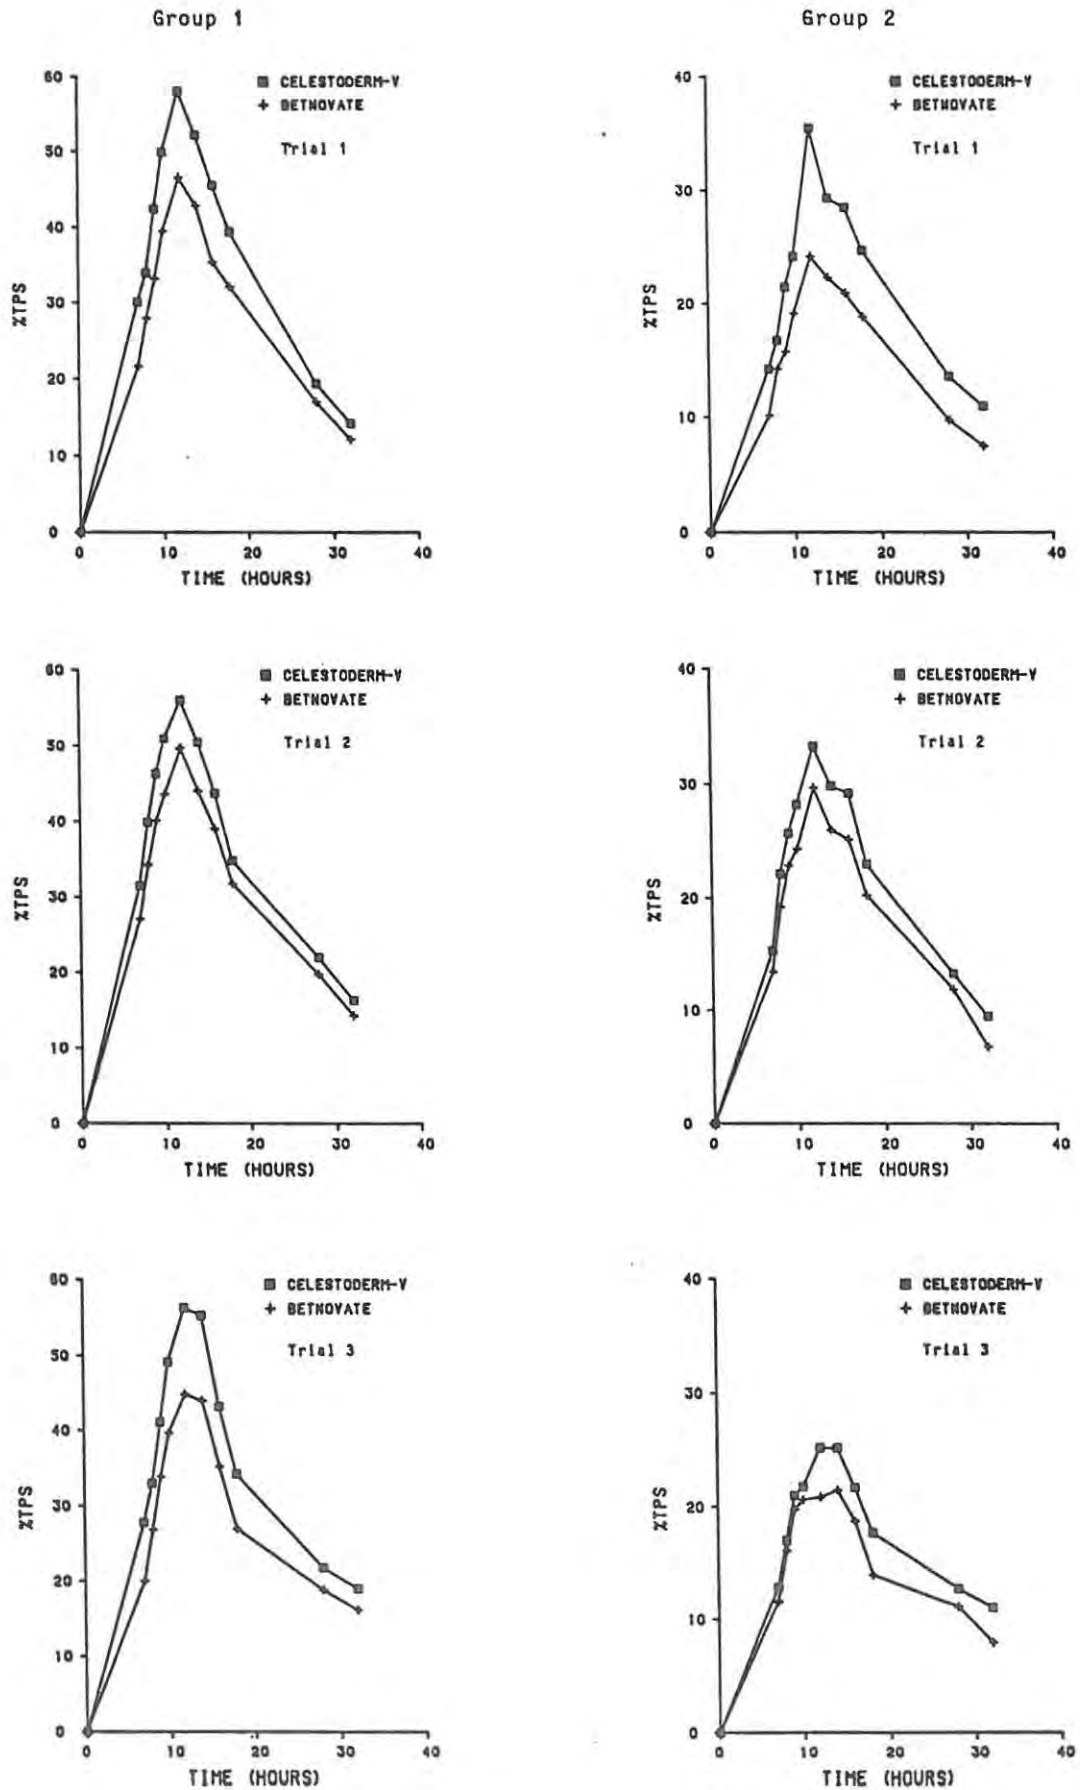 Group 1
60
50
40
30
20
10
0
%TPS
CELESTODERM-V
BETNOVATE
Trial 1
0 10 20 30 40
TIME (HOURS)
Group 2
40
30
20
10
0
%TPS
CELESTODERM-V
BETNOVATE
Trial 1
0 10 20 30 40
TIME (HOURS)
60
50
40
30
20
10
0
%TPS
CELESTODERM-V
BETNOVATE
Trial 2
0 10 20 30 40
TIME (HOURS)
40
30
20
10
0
%TPS
CELESTODERM-V
BETNOVATE
Trial 2
0 10 20 30 40
TIME (HOURS)
60
50
40
30
20
10
0
%TPS
CELESTODERM-V
BETNOVATE
Trial 3
0 10 20 30 40
TIME (HOURS)
40
30
20
10
0
%TPS
CELESTODERM-V
BETNOVATE
Trial 3
0 10 20 30 40
TIME (HOURS)